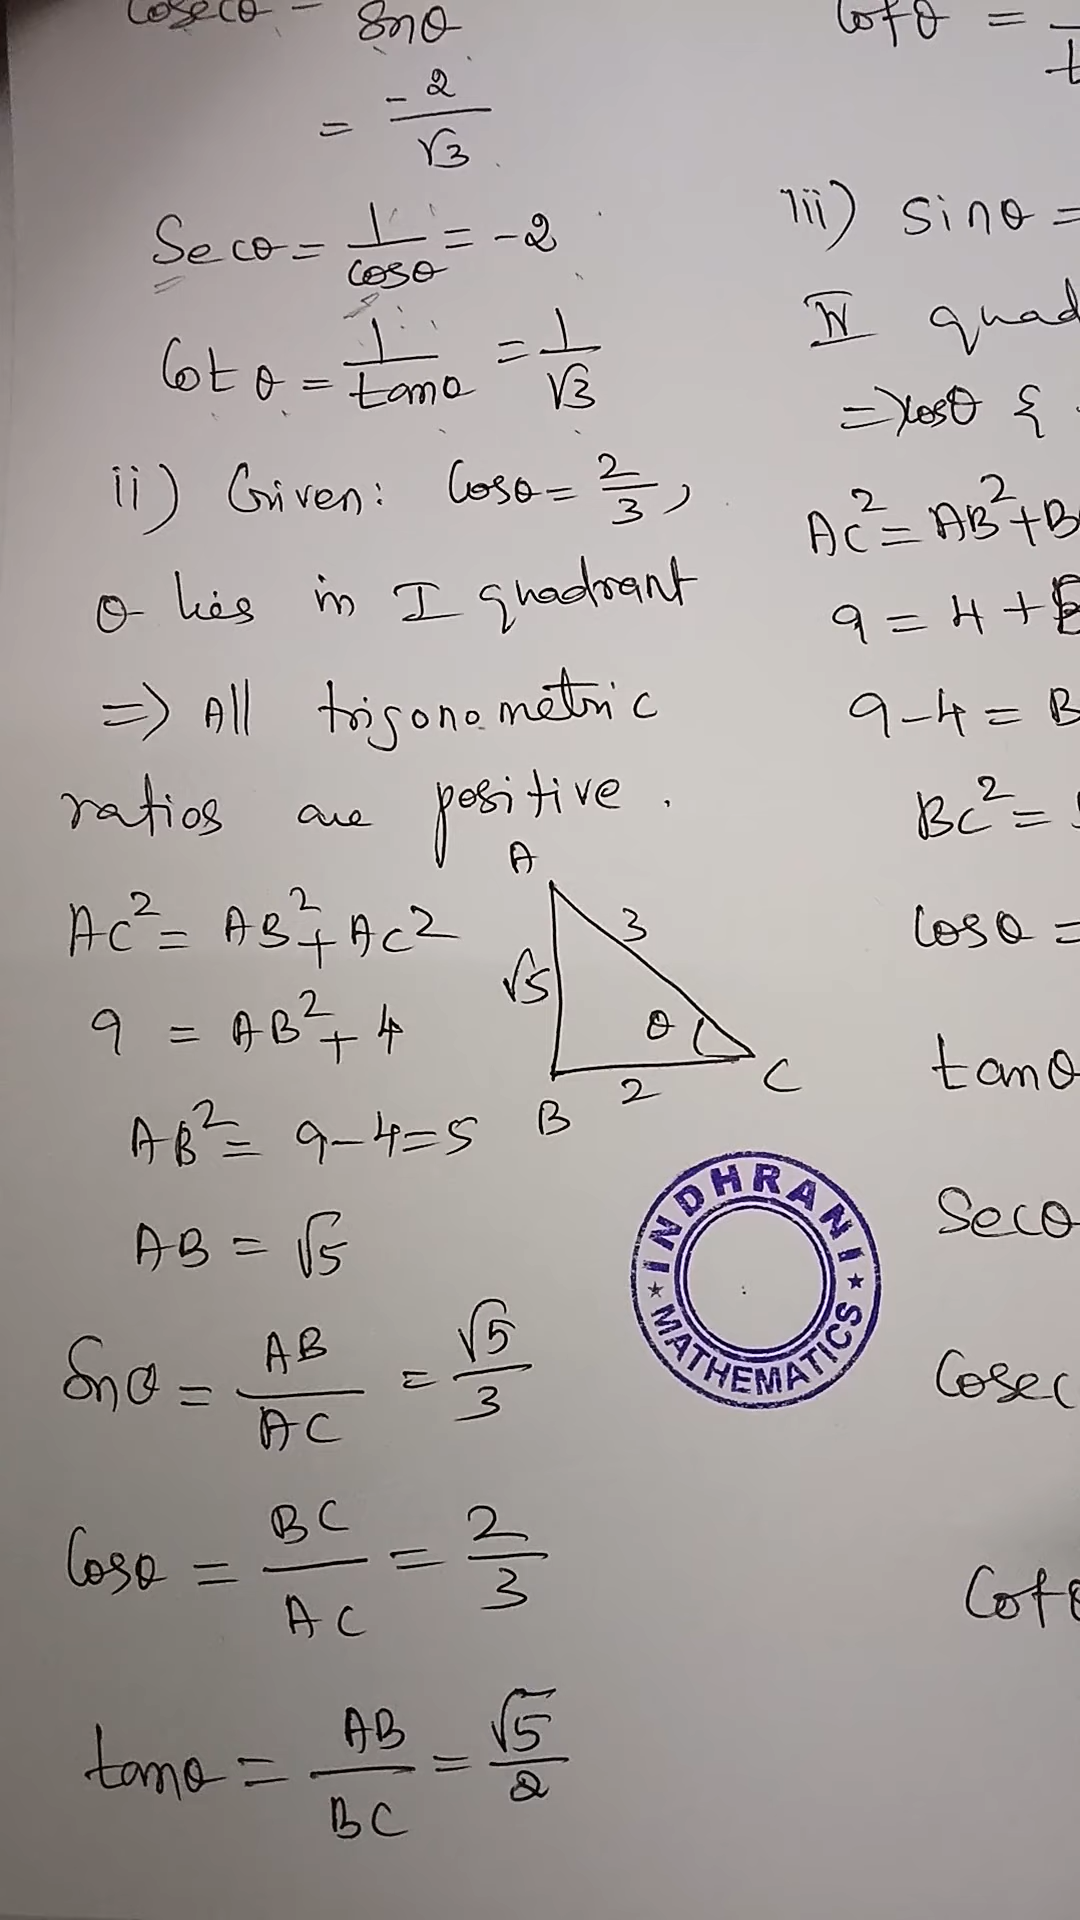 Cosecθ = 1/Sinθ
= -2/√3
Secθ = 1/cosθ = -2
Cotθ = 1/tanθ = 1/√3
ii) Given: Cosθ = 2/3,
θ lies in I quadrant
=> All trigonometric
ratios are positive.
AC² = AB² + AC2
9 = AB² + 4
AB² = 9-4=5
AB = √5
Sinθ = AB/AC = √5/3
Cosθ = BC/AC = 2/3
tanθ = AB/BC = √5/2
A
3
√5
θ
2
B
C
INDHRANI
* MATHEMATICS *
Cotθ =
iii) sinθ =
IV quad
=> cosθ &
AC² = AB² + B
9 = 4 + B
9-4 = B
BC² =
Cosθ =
tanθ
Secθ
Cosec
Cotθ